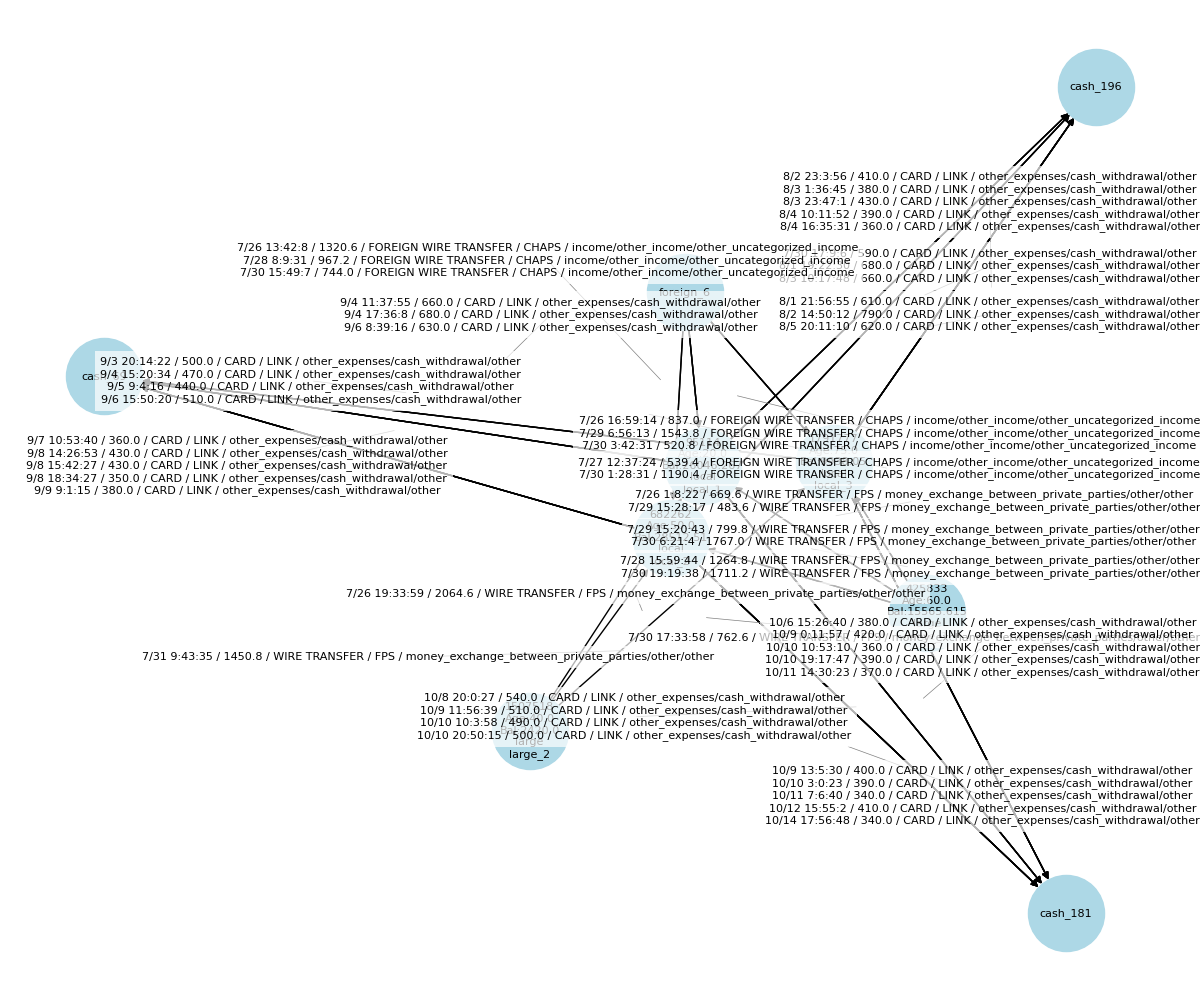 cash_196
8/2 23:3:56 / 410.0 / CARD / LINK / other_expenses/cash_withdrawal/other
8/3 1:36:45 / 380.0 / CARD / LINK / other_expenses/cash_withdrawal/other
8/3 23:47:1 / 430.0 / CARD / LINK / other_expenses/cash_withdrawal/other
8/4 10:11:52 / 390.0 / CARD / LINK / other_expenses/cash_withdrawal/other
8/4 16:35:31 / 360.0 / CARD / LINK / other_expenses/cash_withdrawal/other
7/26 13:42:8 / 1320.6 / FOREIGN WIRE TRANSFER / CHAPS / income/other_income/other_uncategorized_income
7/28 8:9:31 / 967.2 / FOREIGN WIRE TRANSFER / CHAPS / income/other_income/other_uncategorized_income
7/30 15:49:7 / 744.0 / FOREIGN WIRE TRANSFER / CHAPS / income/other_income/other_uncategorized_income
590.0 / CARD / LINK / other_expenses/cash_withdrawal/other
680.0 / CARD / LINK / other_expenses/cash_withdrawal/other
660.0 / CARD / LINK / other_expenses/cash_withdrawal/other
foreign_6
8/1 21:56:55 / 610.0 / CARD / LINK / other_expenses/cash_withdrawal/other
8/2 14:50:12 / 790.0 / CARD / LINK / other_expenses/cash_withdrawal/other
8/5 20:11:10 / 620.0 / CARD / LINK / other_expenses/cash_withdrawal/other
9/4 11:37:55 / 660.0 / CARD / LINK / other_expenses/cash_withdrawal/other
9/4 17:36:8 / 680.0 / CARD / LINK / other_expenses/cash_withdrawal/other
9/6 8:39:16 / 630.0 / CARD / LINK / other_expenses/cash_withdrawal/other
9/3 20:14:22 / 500.0 / CARD / LINK / other_expenses/cash_withdrawal/other
9/4 15:20:34 / 470.0 / CARD / LINK / other_expenses/cash_withdrawal/other
9/5 9:4:16 / 440.0 / CARD / LINK / other_expenses/cash_withdrawal/other
9/6 15:50:20 / 510.0 / CARD / LINK / other_expenses/cash_withdrawal/other
9/7 10:53:40 / 360.0 / CARD / LINK / other_expenses/cash_withdrawal/other
9/8 14:26:53 / 430.0 / CARD / LINK / other_expenses/cash_withdrawal/other
9/8 15:42:27 / 430.0 / CARD / LINK / other_expenses/cash_withdrawal/other
9/8 18:34:27 / 350.0 / CARD / LINK / other_expenses/cash_withdrawal/other
9/9 9:1:15 / 380.0 / CARD / LINK / other_expenses/cash_withdrawal/other
7/26 16:59:14 / 837.0 / FOREIGN WIRE TRANSFER / CHAPS / income/other_income/other_uncategorized_income
7/29 6:56:13 / 1543.8 / FOREIGN WIRE TRANSFER / CHAPS / income/other_income/other_uncategorized_income
7/30 3:42:31 / 520.8 / FOREIGN WIRE TRANSFER / CHAPS / income/other_income/other_uncategorized_income
7/27 12:37:24 / 539.4 / FOREIGN WIRE TRANSFER / CHAPS / income/other_income/other_uncategorized_income
7/30 1:28:31 / 1190.4 / FOREIGN WIRE TRANSFER / CHAPS / income/other_income/other_uncategorized_income
local_3
7/26 1:8:22 / 669.6 / WIRE TRANSFER / FPS / money_exchange_between_private_parties/other/other
7/29 15:28:17 / 483.6 / WIRE TRANSFER / FPS / money_exchange_between_private_parties/other/other
682262
7/29 15:20:43 / 799.8 / WIRE TRANSFER / FPS / money_exchange_between_private_parties/other/other
7/30 6:21:4 / 1767.0 / WIRE TRANSFER / FPS / money_exchange_between_private_parties/other/other
7/28 15:59:44 / 1264.8 / WIRE TRANSFER / FPS / money_exchange_between_private_parties/other/other
7/30 19:19:38 / 1711.2 / WIRE TRANSFER / FPS / money_exchange_between_private_parties/other/other
7/26 19:33:59 / 2064.6 / WIRE TRANSFER / FPS / money_exchange_between_private_parties/other/other
Age:60.0
Bal:15565.615
10/6 15:26:40 / 380.0 / CARD / LINK / other_expenses/cash_withdrawal/other
10/9 0:11:57 / 420.0 / CARD / LINK / other_expenses/cash_withdrawal/other
7/30 17:33:58 / 762.6 /
10/10 10:53:10 / 360.0 / CARD / LINK / other_expenses/cash_withdrawal/other
10/10 19:17:47 / 390.0 / CARD / LINK / other_expenses/cash_withdrawal/other
10/11 14:30:23 / 370.0 / CARD / LINK / other_expenses/cash_withdrawal/other
7/31 9:43:35 / 1450.8 / WIRE TRANSFER / FPS / money_exchange_between_private_parties/other/other
10/8 20:0:27 / 540.0 / CARD / LINK / other_expenses/cash_withdrawal/other
10/9 11:56:39 / 510.0 / CARD / LINK / other_expenses/cash_withdrawal/other
10/10 10:3:58 / 490.0 / CARD / LINK / other_expenses/cash_withdrawal/other
10/10 20:50:15 / 500.0 / CARD / LINK / other_expenses/cash_withdrawal/other
large
large_2
10/9 13:5:30 / 400.0 / CARD / LINK / other_expenses/cash_withdrawal/other
10/10 3:0:23 / 390.0 / CARD / LINK / other_expenses/cash_withdrawal/other
10/11 7:6:40 / 340.0 / CARD / LINK / other_expenses/cash_withdrawal/other
10/12 15:55:2 / 410.0 / CARD / LINK / other_expenses/cash_withdrawal/other
10/14 17:56:48 / 340.0 / CARD / LINK / other_expenses/cash_withdrawal/other
cash_181